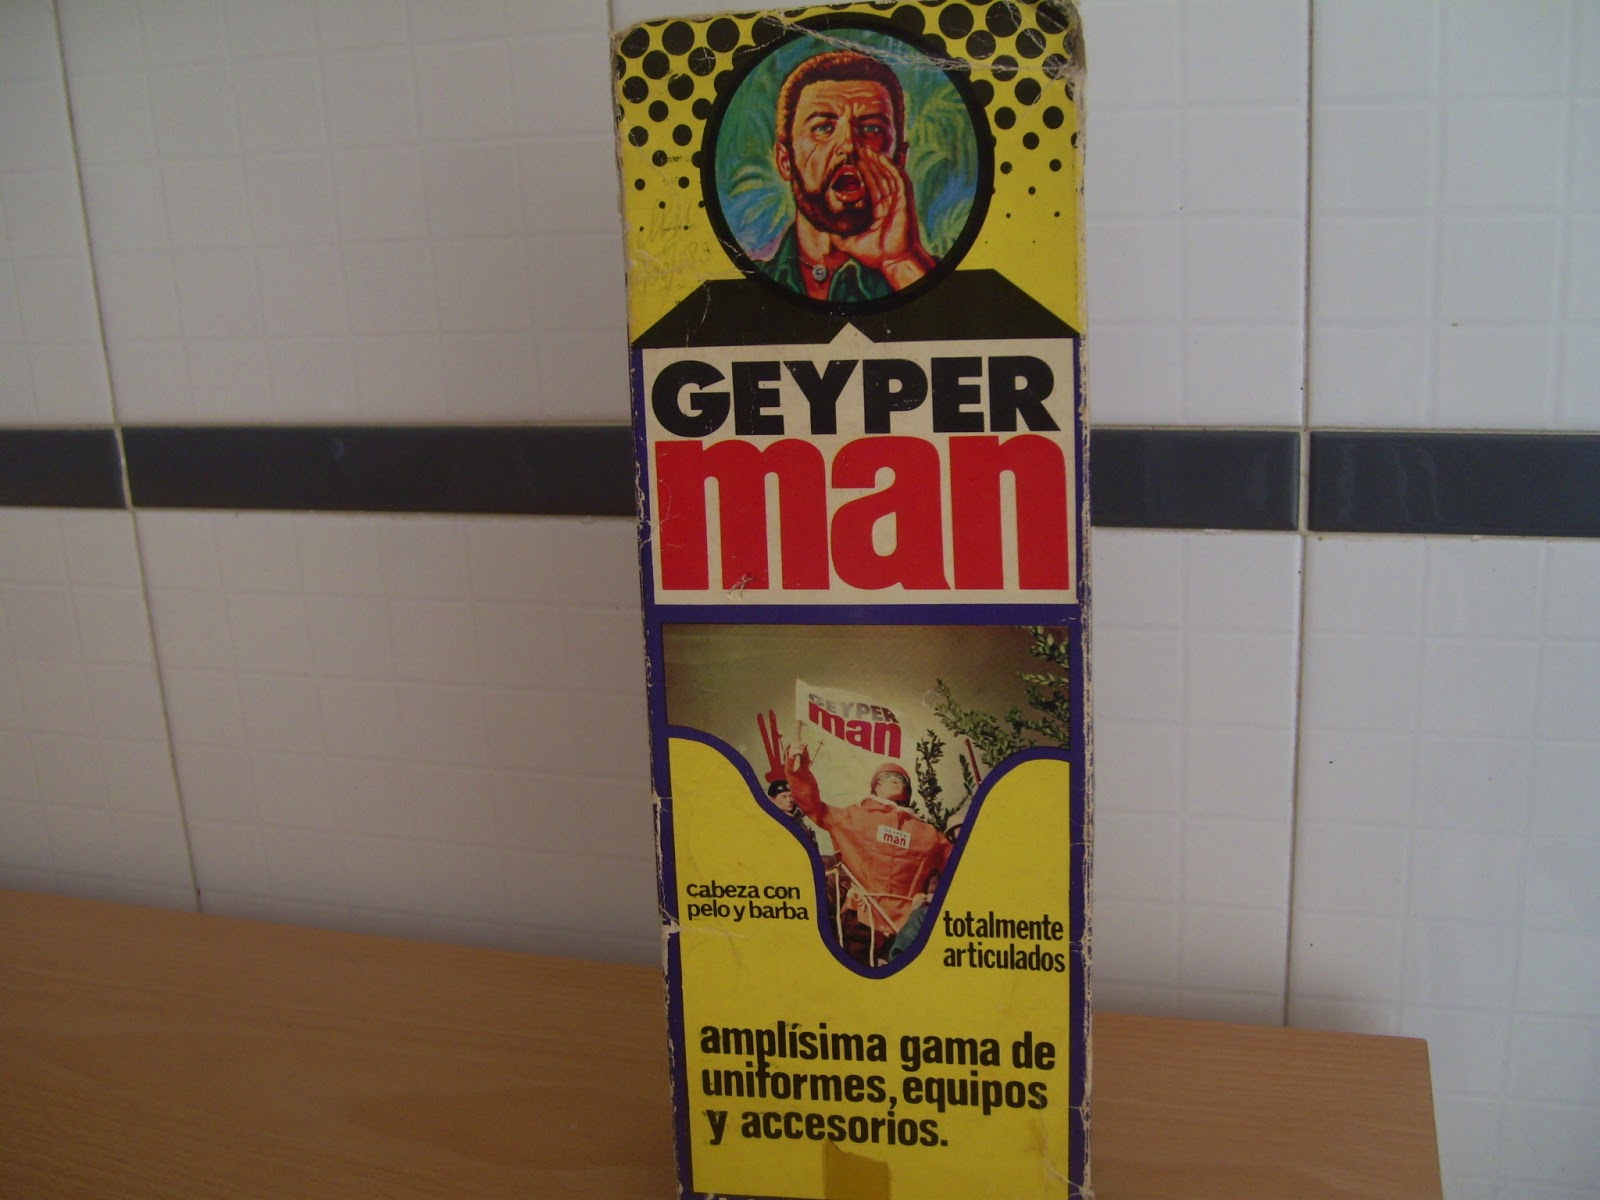 GEYPER
man
GEYPER
man
man
cabeza con
pelo y barba
totalmente
articulados
amplísima gama de
uniformes, equipos
y accesorios.